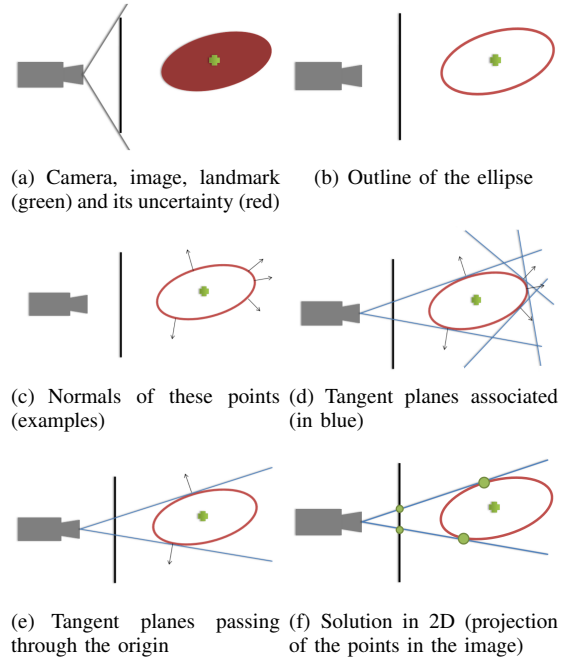 (a) Camera, image, landmark
(green) and its uncertainty (red)
(b) Outline of the ellipse
(c) Normals of these points
(examples)
(d) Tangent planes associated
(in blue)
(e) Tangent planes passing
through the origin
(f) Solution in 2D (projection
of the points in the image)